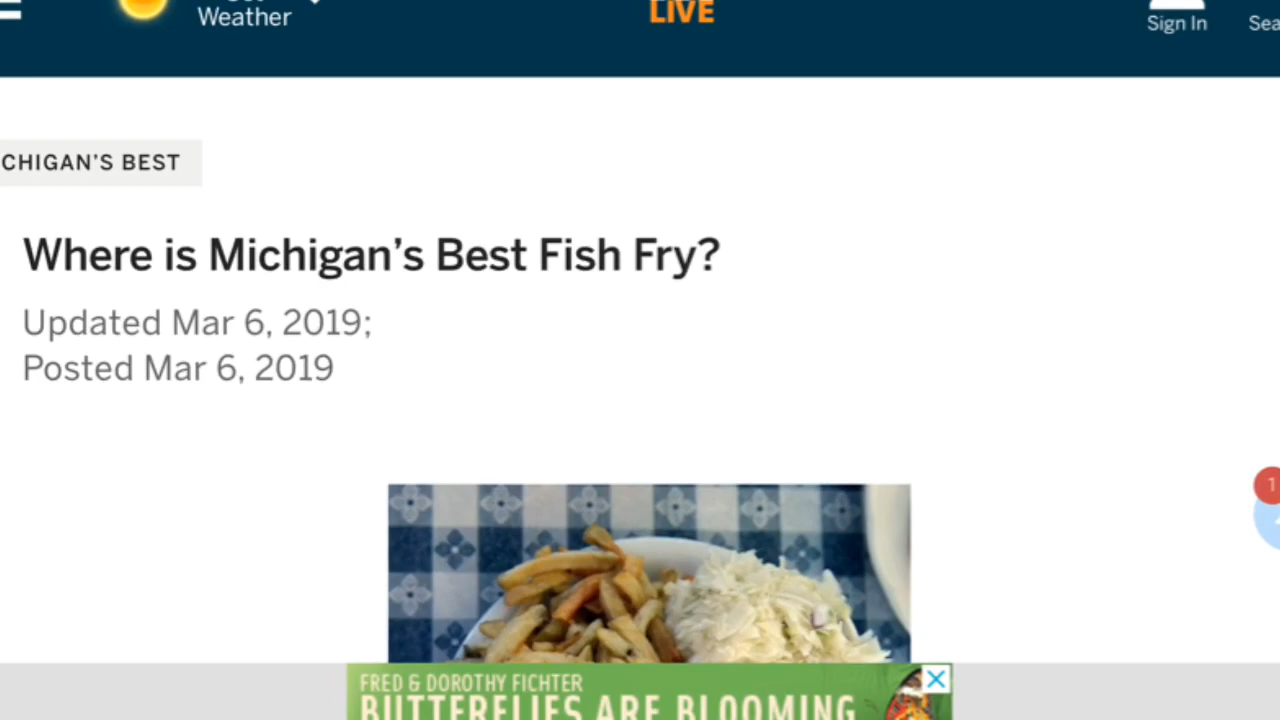 Weather
LIVE
Sign In
CHIGAN'S BEST
Where is Michigan's Best Fish Fry?
Updated Mar 6, 2019;
Posted Mar 6, 2019
1
FRED & DOROTHY FICHTER
BUTTERFLIES ARE BLOOMING